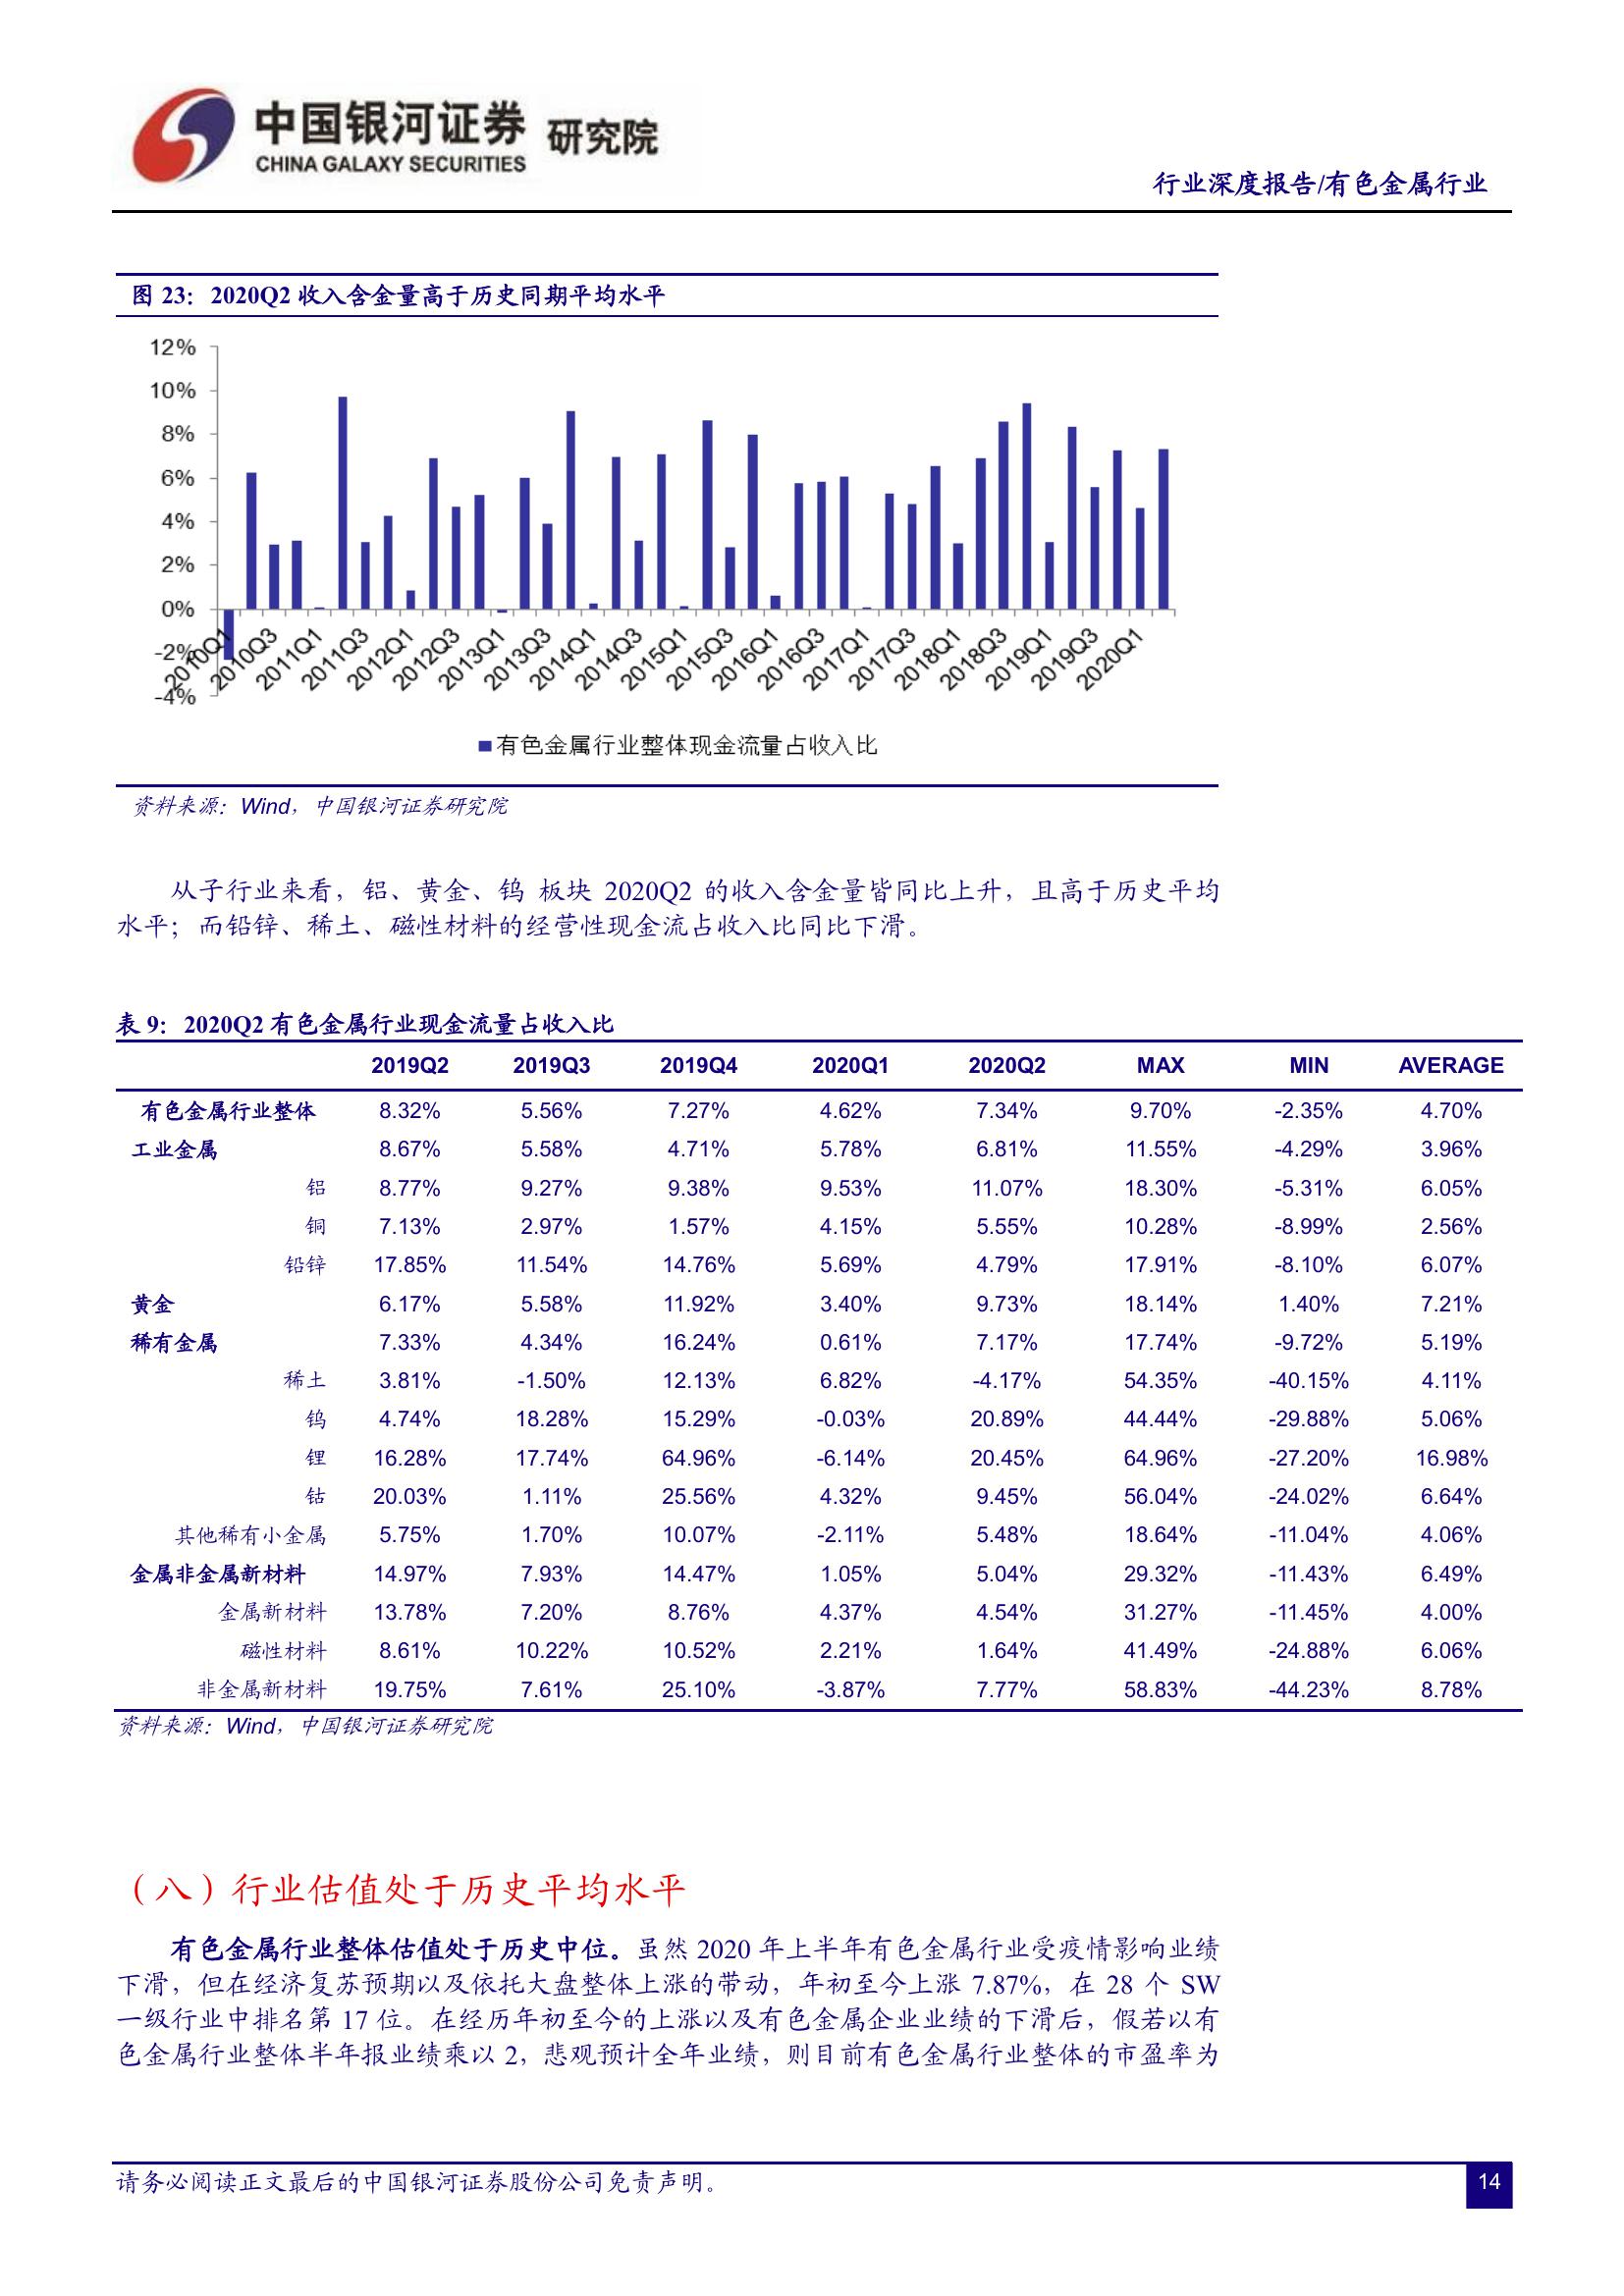 中国银河证券 研究院
CHINA GALAXY SECURITIES
行业深度报告/有色金属行业
图 23：2020Q2 收入含金量高于历史同期平均水平
12%
10%
8%
6%
4%
2%
0%
-2%
-4%
2010Q1 2010Q3 2011Q1 2011Q3 2012Q1 2012Q3 2013Q1 2013Q3 2014Q1 2014Q3 2015Q1 2015Q3 2016Q1 2016Q3 2017Q1 2017Q3 2018Q1 2018Q3 2019Q1 2019Q3 2020Q1
有色金属行业整体现金流量占收入比
资料来源：Wind，中国银河证券研究院
从子行业来看，铝、黄金、钨 板块 2020Q2 的收入含金量皆同比上升，且高于历史平均
水平；而铅锌、稀土、磁性材料的经营性现金流占收入比同比下滑。
表 9：2020Q2 有色金属行业现金流量占收入比
2019Q2 2019Q3 2019Q4 2020Q1 2020Q2 MAX MIN AVERAGE
有色金属行业整体 8.32% 5.56% 7.27% 4.62% 7.34% 9.70% -2.35% 4.70%
工业金属 8.67% 5.58% 4.71% 5.78% 6.81% 11.55% -4.29% 3.96%
铝 8.77% 9.27% 9.38% 9.53% 11.07% 18.30% -5.31% 6.05%
铜 7.13% 2.97% 1.57% 4.15% 5.55% 10.28% -8.99% 2.56%
铅锌 17.85% 11.54% 14.76% 5.69% 4.79% 17.91% -8.10% 6.07%
黄金 6.17% 5.58% 11.92% 3.40% 9.73% 18.14% 1.40% 7.21%
稀有金属 7.33% 4.34% 16.24% 0.61% 7.17% 17.74% -9.72% 5.19%
稀土 3.81% -1.50% 12.13% 6.82% -4.17% 54.35% -40.15% 4.11%
钨 4.74% 18.28% 15.29% -0.03% 20.89% 44.44% -29.88% 5.06%
锂 16.28% 17.74% 64.96% -6.14% 20.45% 64.96% -27.20% 16.98%
钴 20.03% 1.11% 25.56% 4.32% 9.45% 56.04% -24.02% 6.64%
其他稀有小金属 5.75% 1.70% 10.07% -2.11% 5.48% 18.64% -11.04% 4.06%
金属非金属新材料 14.97% 7.93% 14.47% 1.05% 5.04% 29.32% -11.43% 6.49%
金属新材料 13.78% 7.20% 8.76% 4.37% 4.54% 31.27% -11.45% 4.00%
磁性材料 8.61% 10.22% 10.52% 2.21% 1.64% 41.49% -24.88% 6.06%
非金属新材料 19.75% 7.61% 25.10% -3.87% 7.77% 58.83% -44.23% 8.78%
资料来源：Wind，中国银河证券研究院
（八）行业估值处于历史平均水平
有色金属行业整体估值处于历史中位。虽然 2020 年上半年有色金属行业受疫情影响业绩
下滑，但在经济复苏预期以及依托大盘整体上涨的带动，年初至今上涨 7.87%，在 28 个 SW
一级行业中排名第 17 位。在经历年初至今的上涨以及有色金属企业业绩的下滑后，假若以有
色金属行业整体半年报业绩乘以 2，悲观预计全年业绩，则目前有色金属行业整体的市盈率为
请务必阅读正文最后的中国银河证券股份公司免责声明。
14